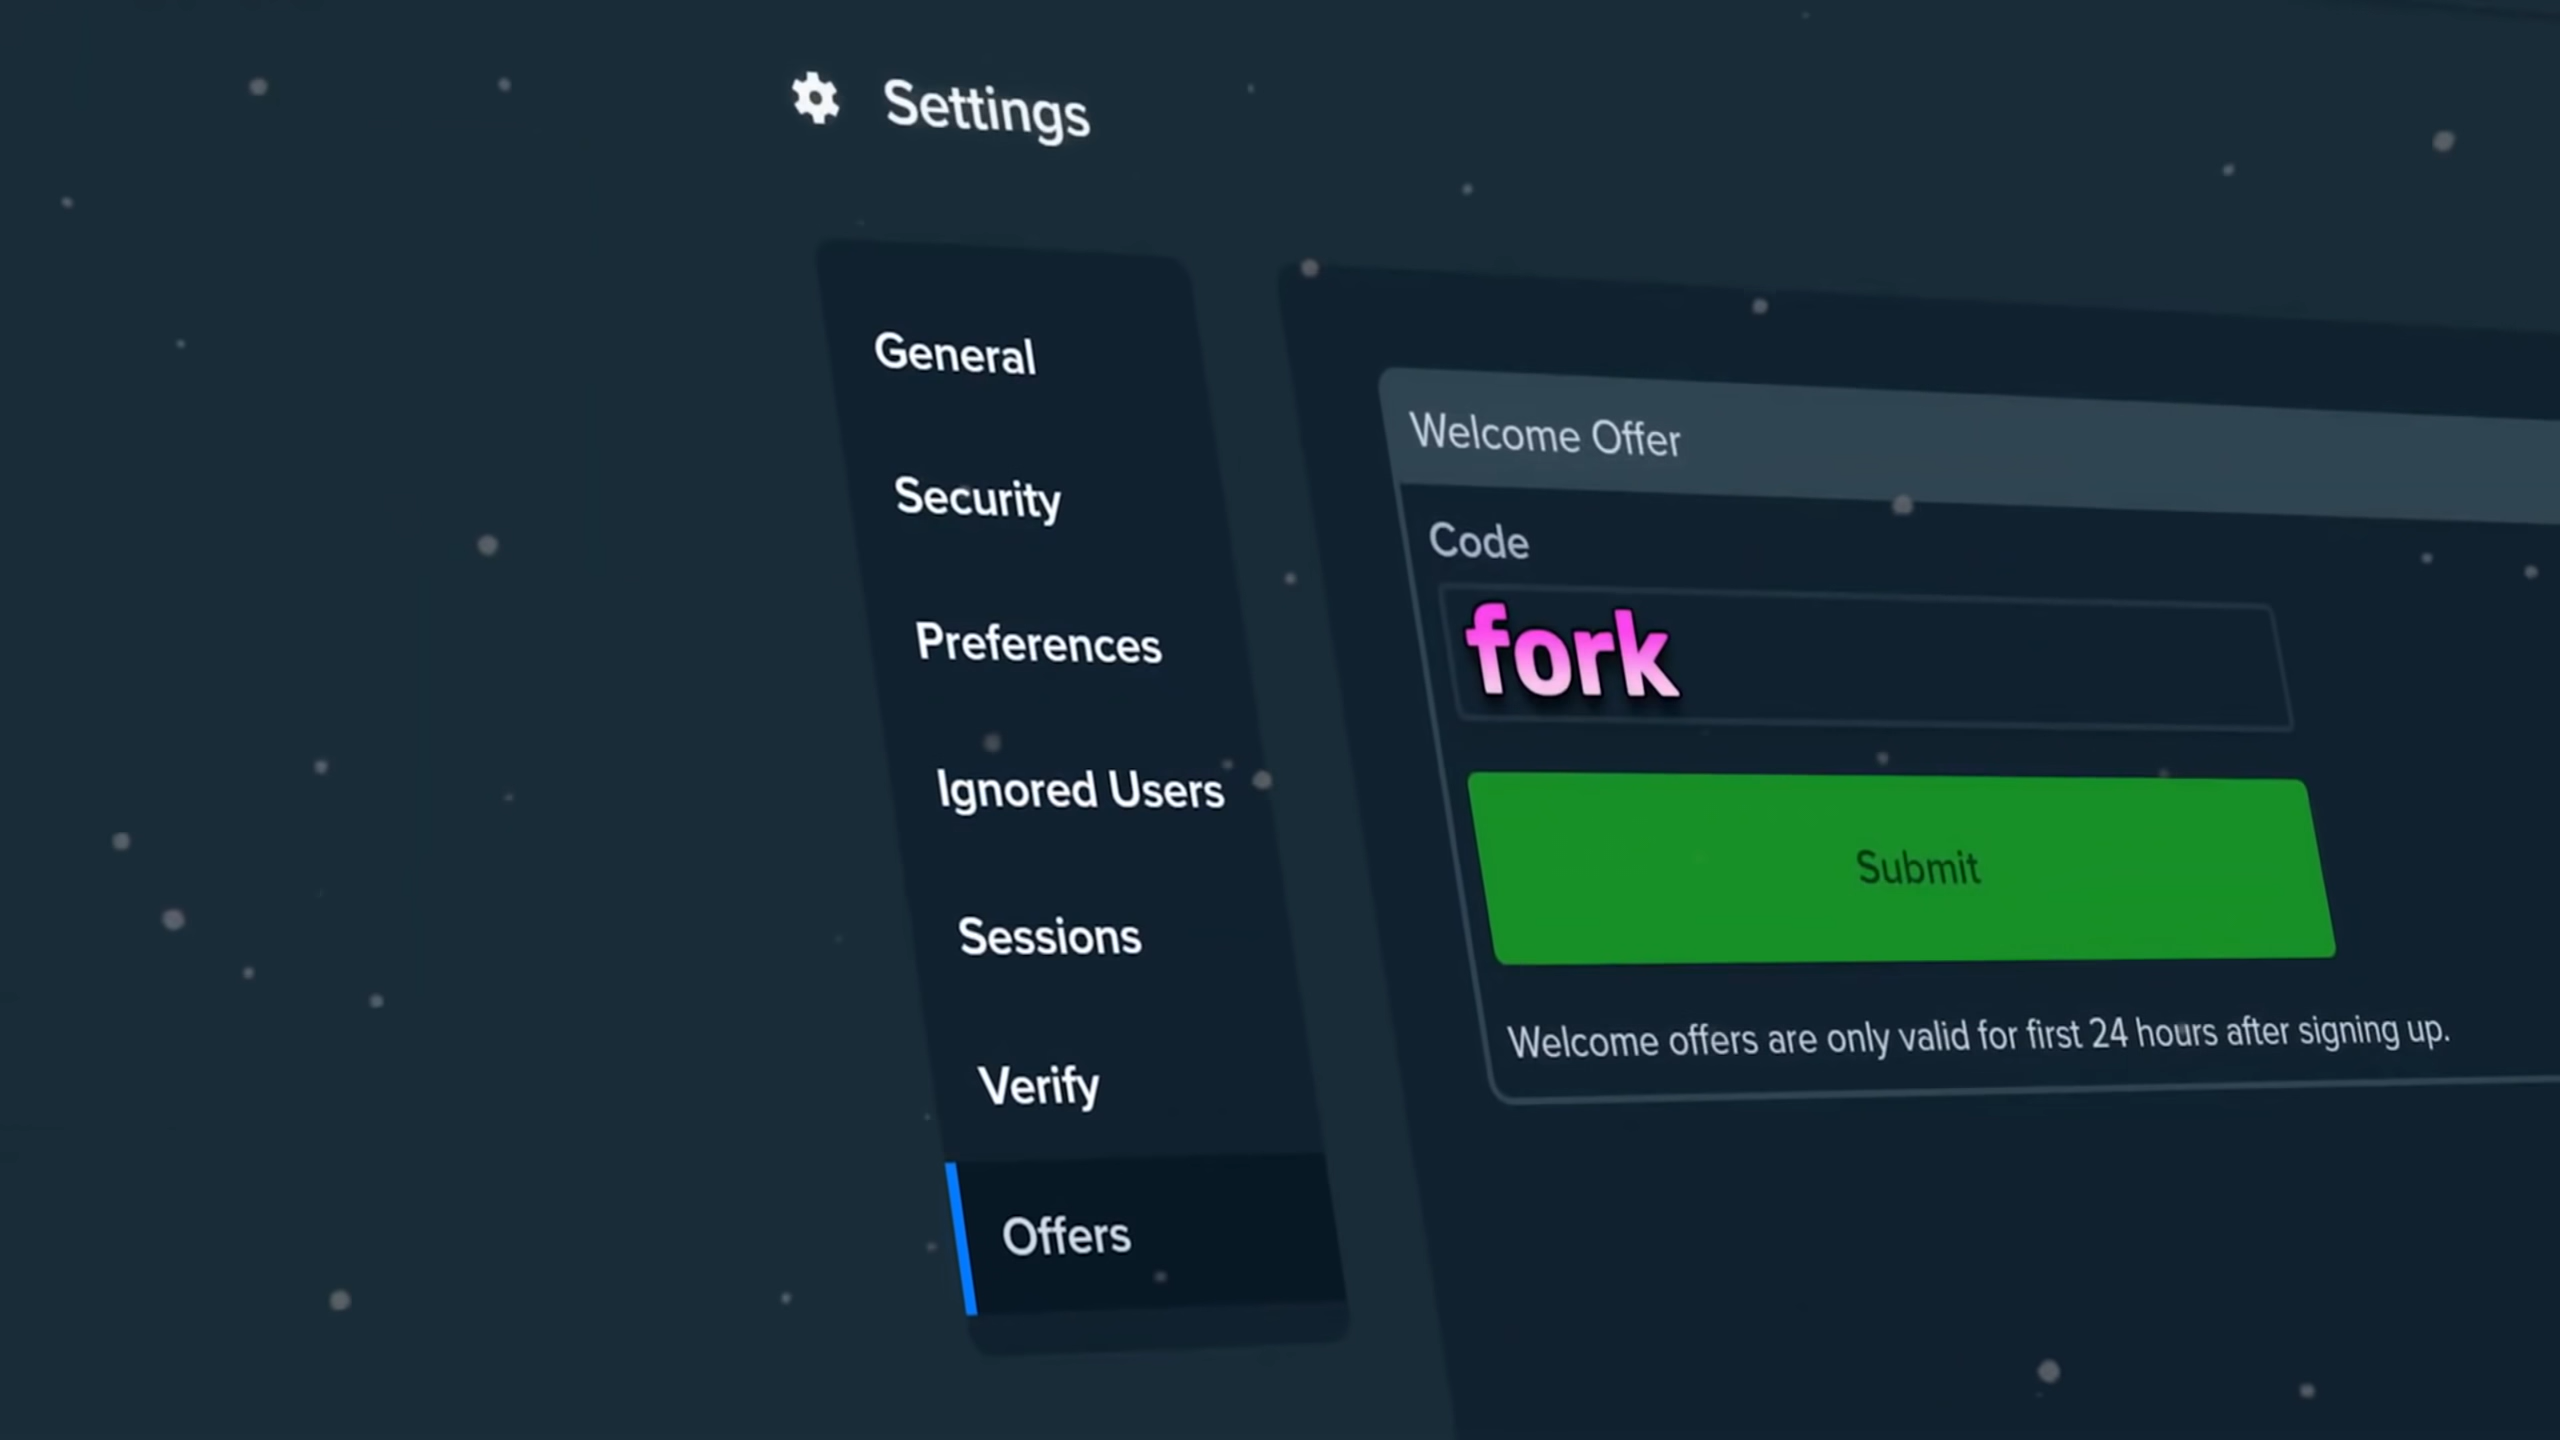 Settings
General
Security
Preferences
Ignored Users
Sessions
Verify
Offers
Welcome Offer
Code
fork
Submit
Welcome offers are only valid for first 24 hours after signing up.